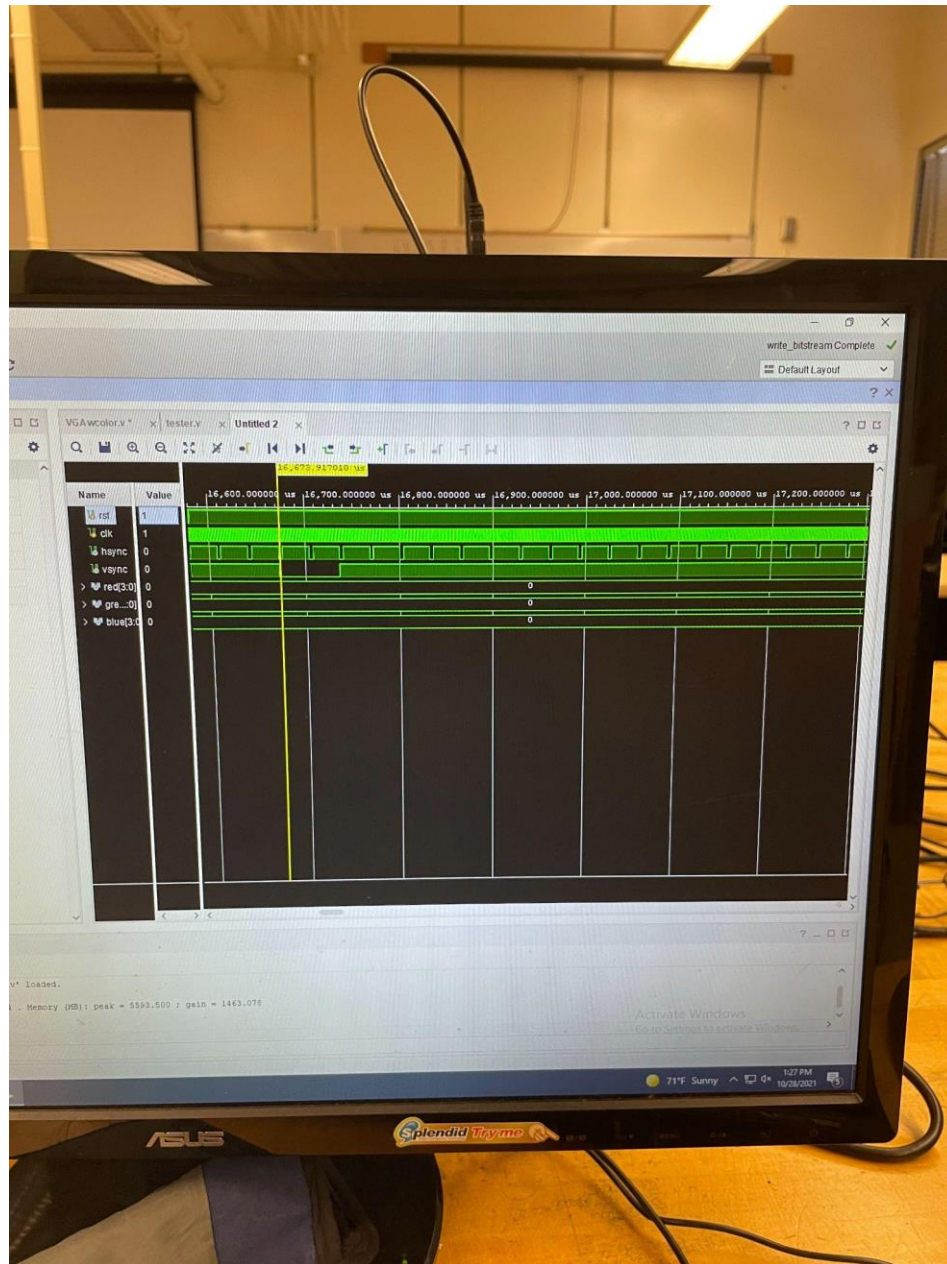 write_bitstream Complete
Default Layout
VGAwcolor.v * x tester.v x Untitled 2 x
16,673.917010 us
Name Value 16,600.000000 us 16,700.000000 us 16,800.000000 us 16,900.000000 us 17,000.000000 us 17,100.000000 us 17,200.000000 us
rst 1
clk 1
hsync 0
vsync 0
red[3:0] 0 0
gre...:0] 0 0
blue[3:0 0 0
v" loaded.
. Memory (MB): peak = 5593.500 ; gain = 1463.078
Activate Windows
Go to Settings to activate Windows.
71°F Sunny 1:27 PM
10/28/2021
ASUS Splendid Try me